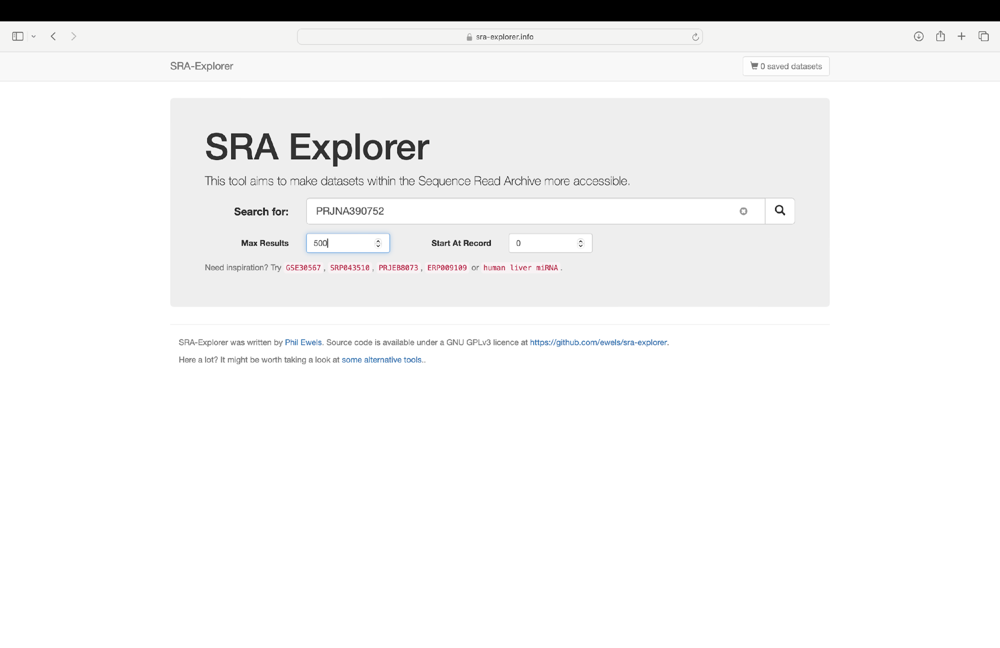 sra-explorer.info
SRA-Explorer
0 saved datasets
SRA Explorer
This tool aims to make datasets within the Sequence Read Archive more accessible.
Search for: PRJNA390752
Max Results 500 Start At Record 0
Need inspiration? Try GSE30567, SRP043510, PRJEB8073, ERP009109 or human liver miRNA.
SRA-Explorer was written by Phil Ewels. Source code is available under a GNU GPLv3 licence at https://github.com/ewels/sra-explorer.
Here a lot? It might be worth taking a look at some alternative tools..